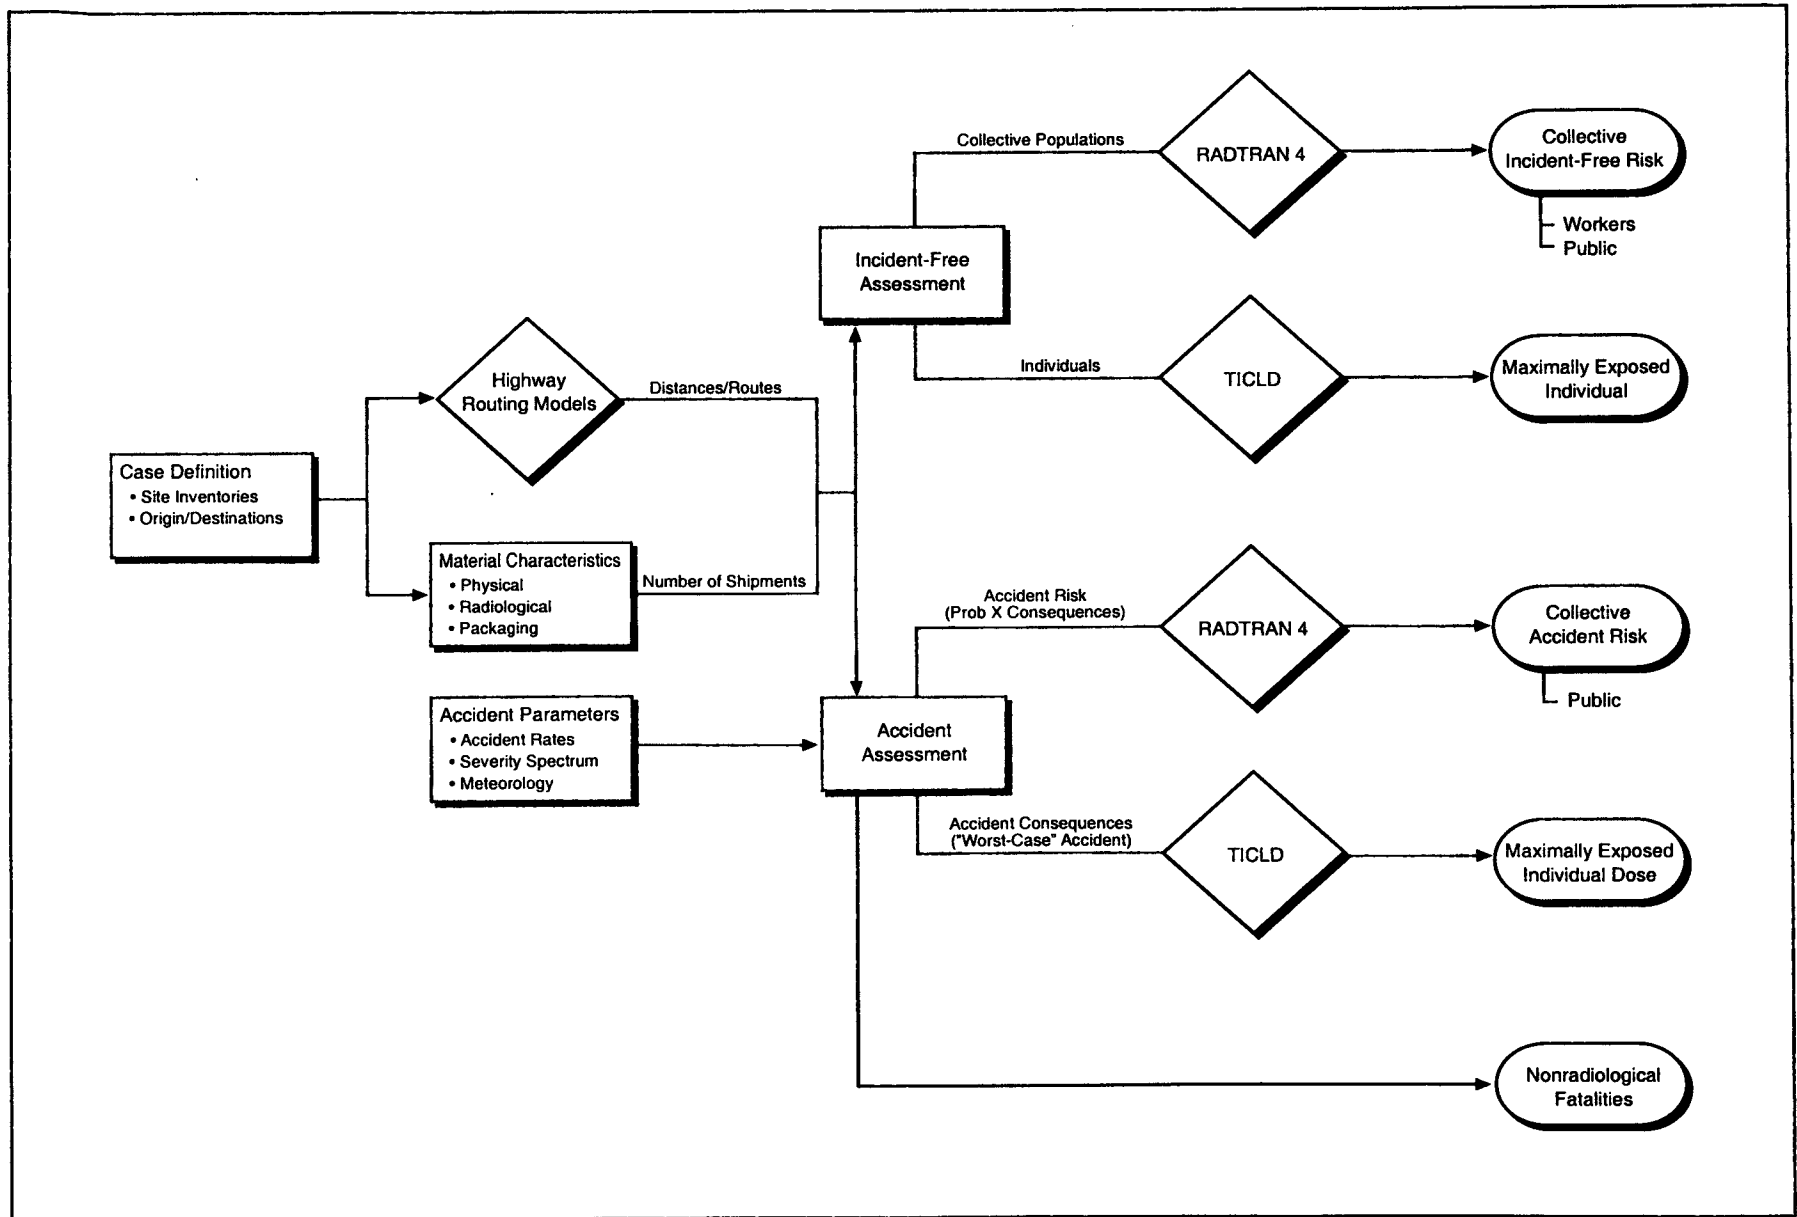 Case Definition
• Site Inventories
• Origin/Destinations
Highway
Routing Models
Distances/Routes
Material Characteristics
• Physical
• Radiological
• Packaging
Number of Shipments
Accident Parameters
• Accident Rates
• Severity Spectrum
• Meteorology
Incident-Free
Assessment
Collective Populations
RADTRAN 4
Collective
Incident-Free Risk
Workers
Public
Individuals
TICLD
Maximally Exposed
Individual
Accident
Assessment
Accident Risk
(Prob X Consequences)
RADTRAN 4
Collective
Accident Risk
Public
Accident Consequences
("Worst-Case" Accident)
TICLD
Maximally Exposed
Individual Dose
Nonradiological
Fatalities